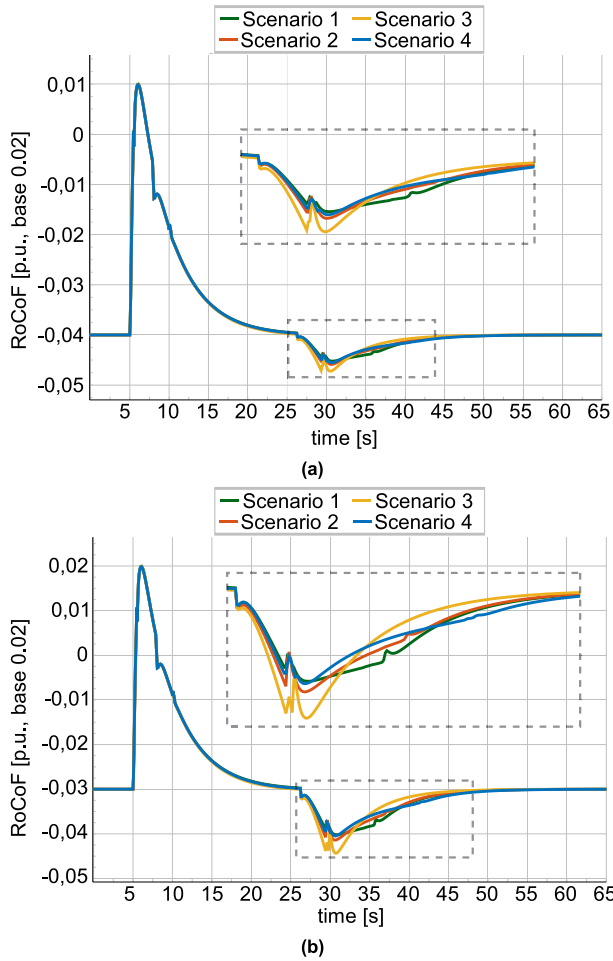 Scenario 1 Scenario 3
Scenario 2 Scenario 4
0,01
0
-0,01
-0,02
-0,03
-0,04
-0,05
RoCoF [p.u., base 0.02]
5 10 15 20 25 30 35 40 45 50 55 60 65
time [s]
(a)
Scenario 1 Scenario 3
Scenario 2 Scenario 4
0,02
0,01
0
-0,01
-0,02
-0,03
-0,04
-0,05
RoCoF [p.u., base 0.02]
5 10 15 20 25 30 35 40 45 50 55 60 65
time [s]
(b)